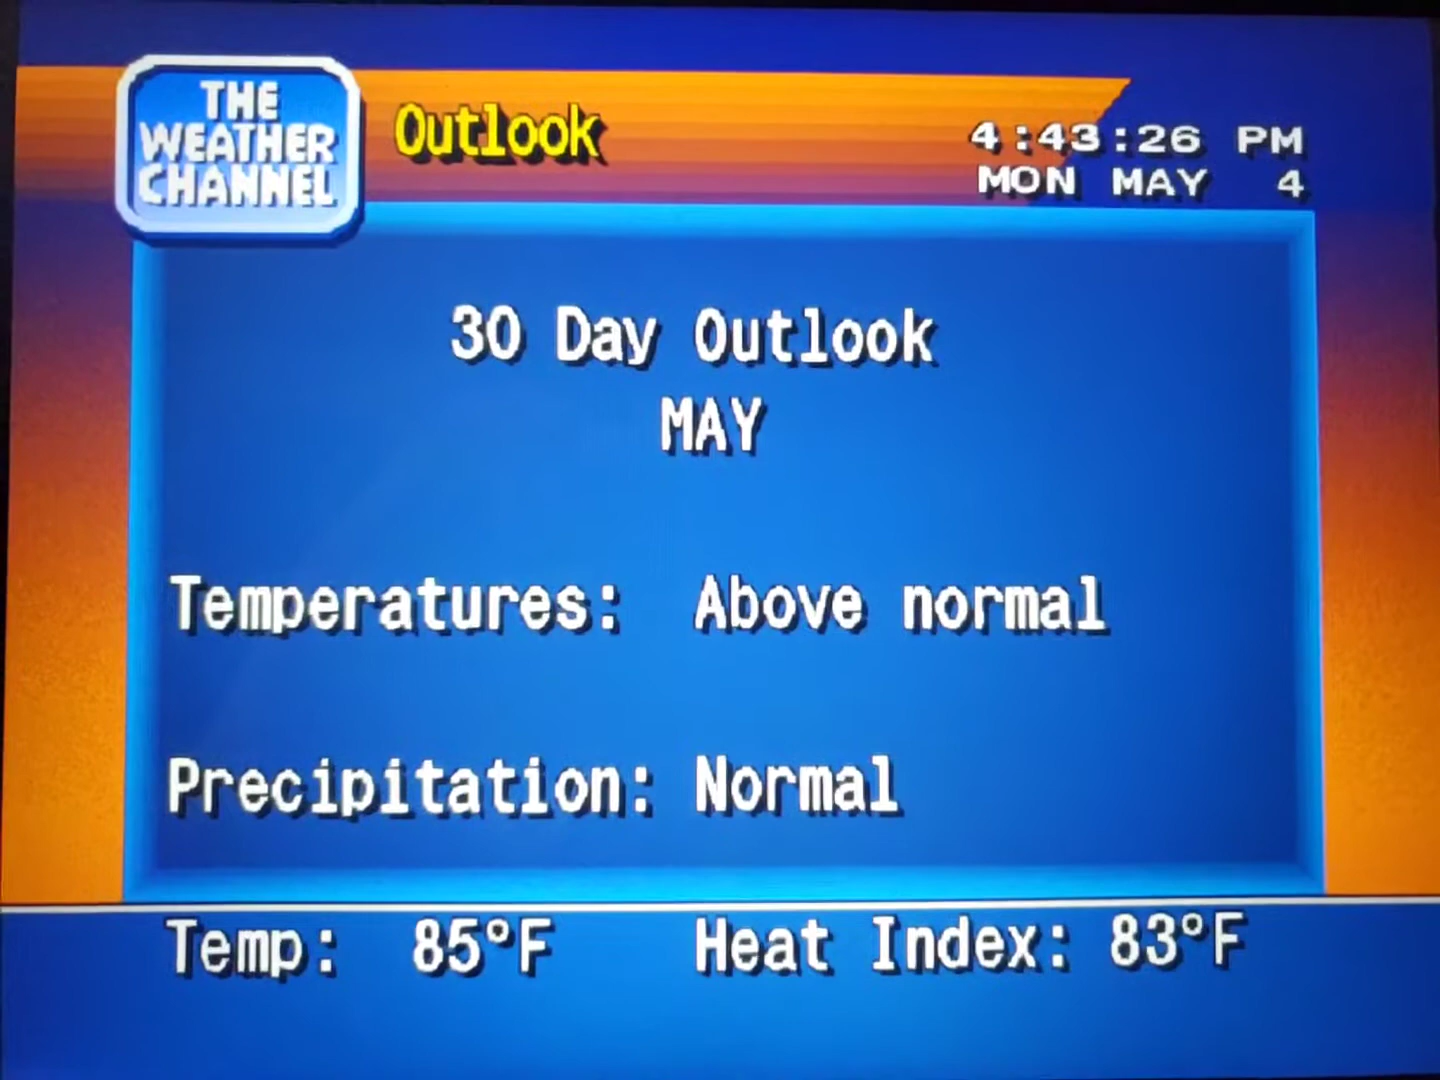 THE
WEATHER
CHANNEL
Outlook
4:43:26 PM
MON MAY 4
30 Day Outlook
MAY
Temperatures: Above normal
Precipitation: Normal
Temp: 85°F Heat Index: 83°F